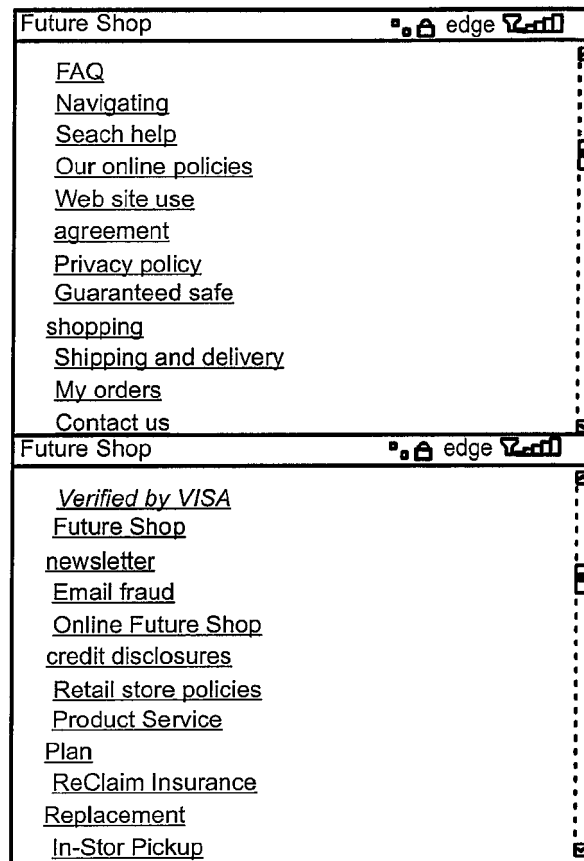 Future Shop edge
FAQ
Navigating
Seach help
Our online policies
Web site use
agreement
Privacy policy
Guaranteed safe
shopping
Shipping and delivery
My orders
Contact us
Future Shop edge
Verified by VISA
Future Shop
newsletter
Email fraud
Online Future Shop
credit disclosures
Retail store policies
Product Service
Plan
ReClaim Insurance
Replacement
In-Stor Pickup